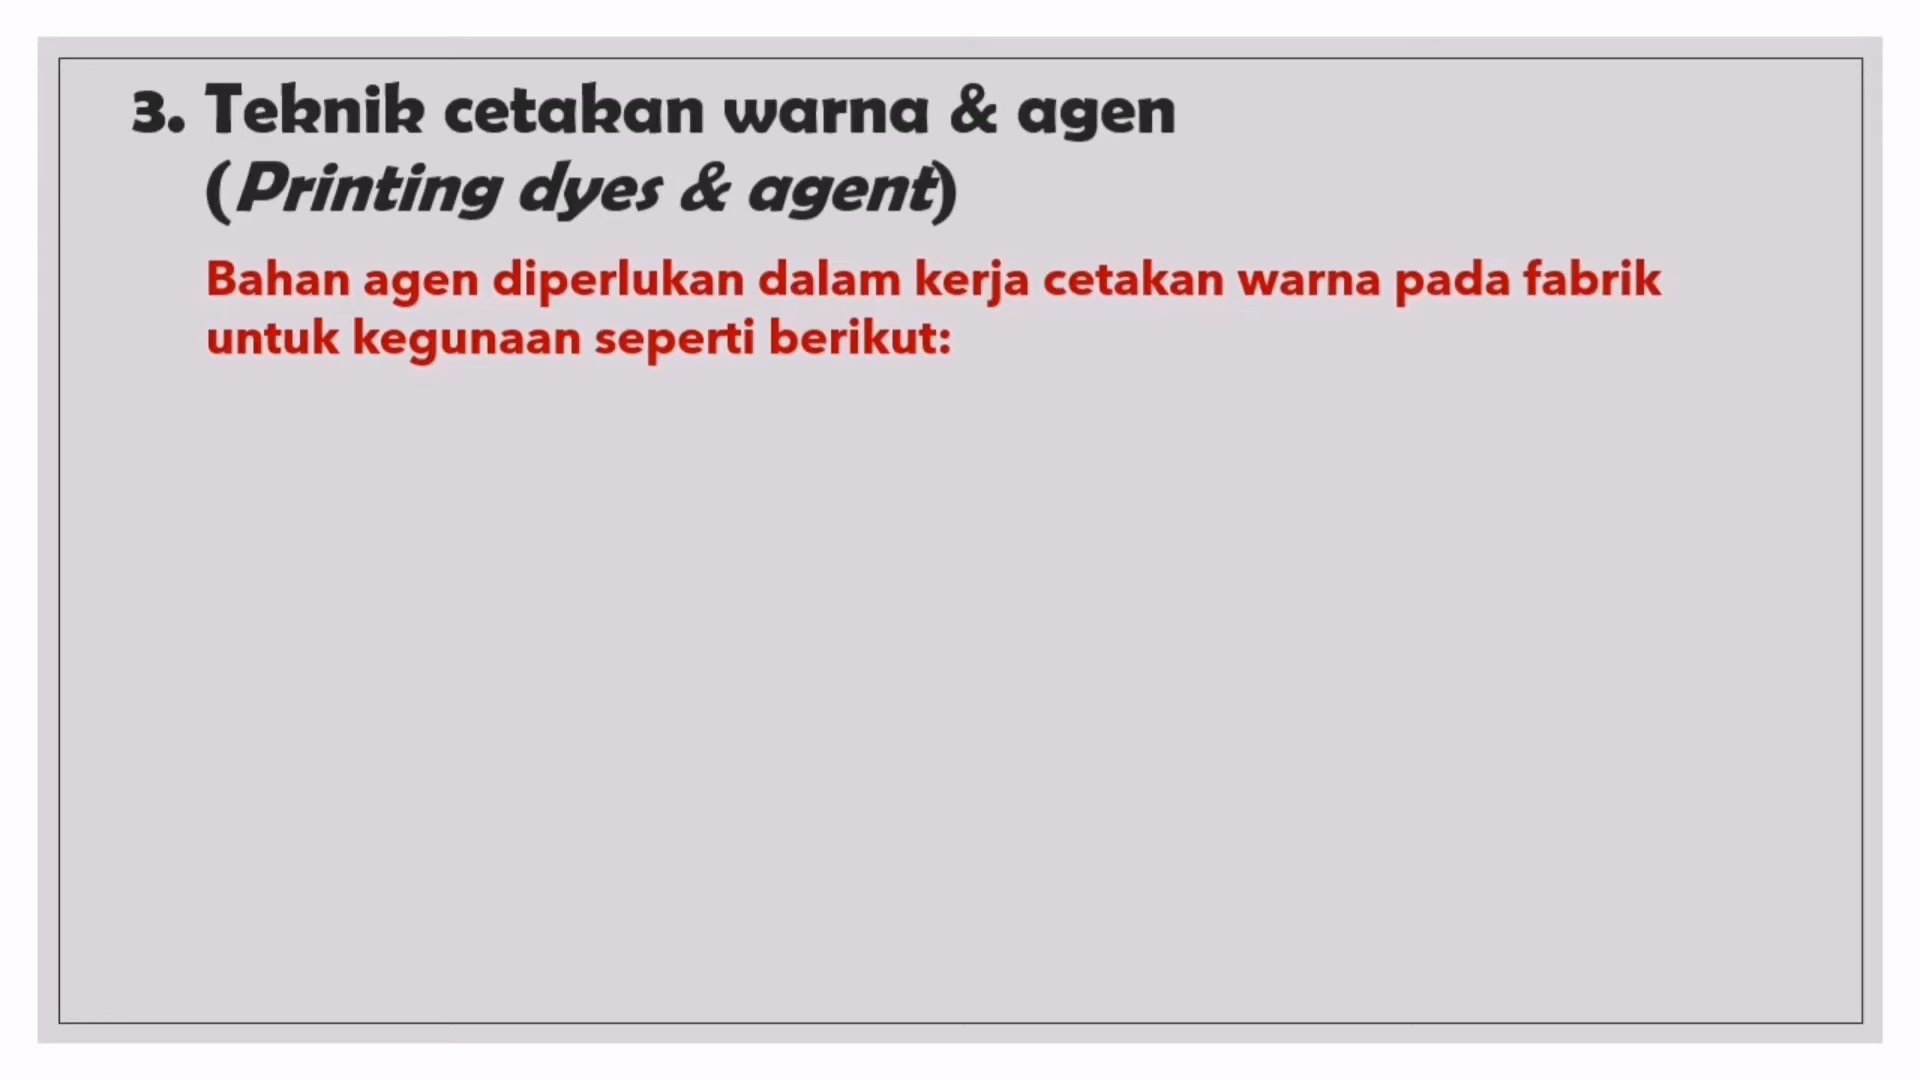 3. Teknik cetakan warna & agen
(Printing dyes & agent)
Bahan agen diperlukan dalam kerja cetakan warna pada fabrik
untuk kegunaan seperti berikut: